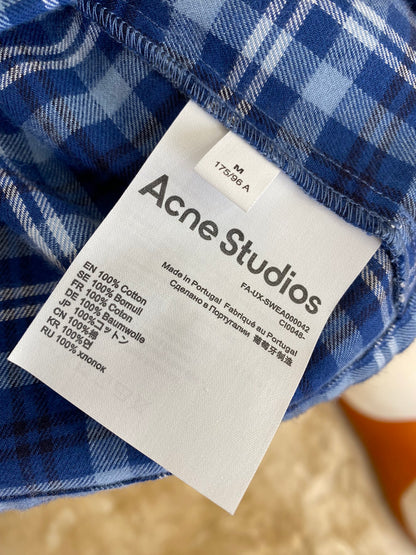 M
175/96 A
Acne Studios
FA-UX-SWEA000042
CI0048-
Made in Portugal Fabriqué au Portugal
Сделано в Португалии 葡萄牙制造
EN 100% Cotton
SE 100% Bomull
FR 100% Coton
DE 100% Baumwolle
JP 100%コットン
CN 100%棉
KR 100%면
RU 100% хлопок